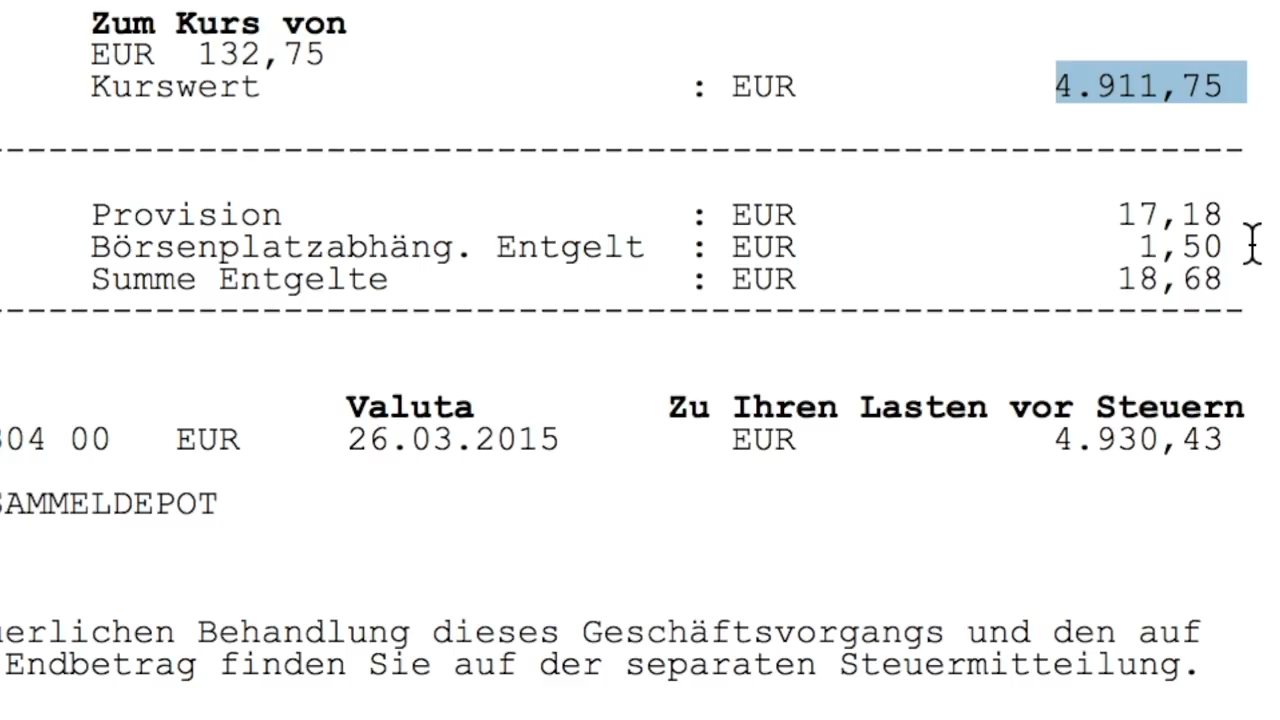 Zum Kurs von
EUR 132,75
Kurswert : EUR 4.911,75
Provision : EUR 17,18
Börsenplatzabhäng. Entgelt : EUR 1,50
Summe Entgelte : EUR 18,68
Valuta Zu Ihren Lasten vor Steuern
04 00 EUR 26.03.2015 EUR 4.930,43
SAMMELDEPOT
uerlichen Behandlung dieses Geschäftsvorgangs und den auf
Endbetrag finden Sie auf der separaten Steuermitteilung.